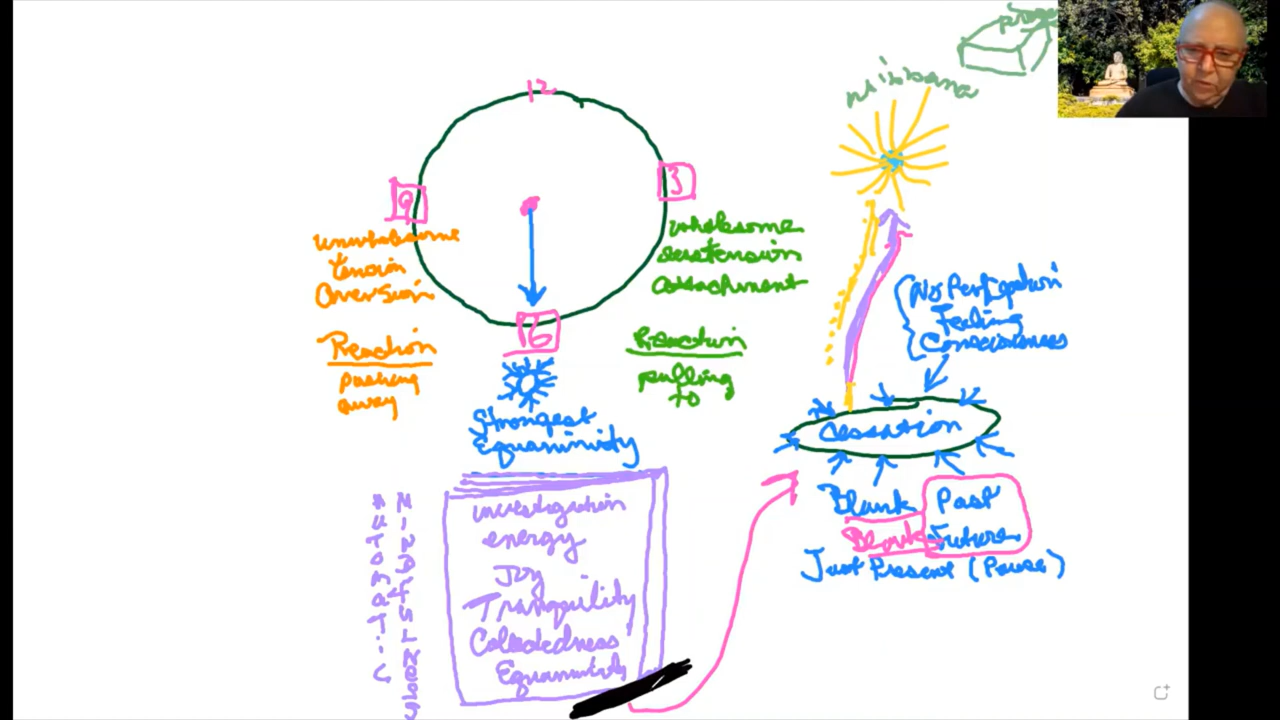 nibbana
12
9
3
unwholesome
tension
Aversion
Reaction
pushing
away
wholesome
attachment
Reaction
pulling
to
6
Strongest
Equanimity
AUTOMATIC
MINDFULNESS
investigation
energy
Joy
Tranquility
Collectedness
Equanimity
No Perception
Feeling
Consciousness
Cessation
Blank Past
Blank Future
Just Present (Pause)